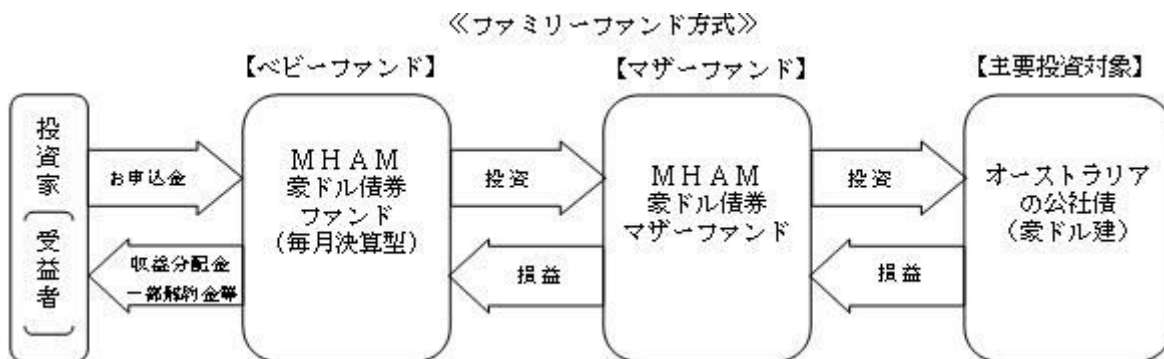 ≪ファミリーファンド方式≫
【ベビーファンド】
【マザーファンド】
【主要投資対象】
投資家
(受益者)
お申込金
収益分配金
一部解約金等
MHAM
豪ドル債券
ファンド
(毎月決算型)
投資
損益
MHAM
豪ドル債券
マザーファンド
投資
損益
オーストラリア
の公社債
(豪ドル建)